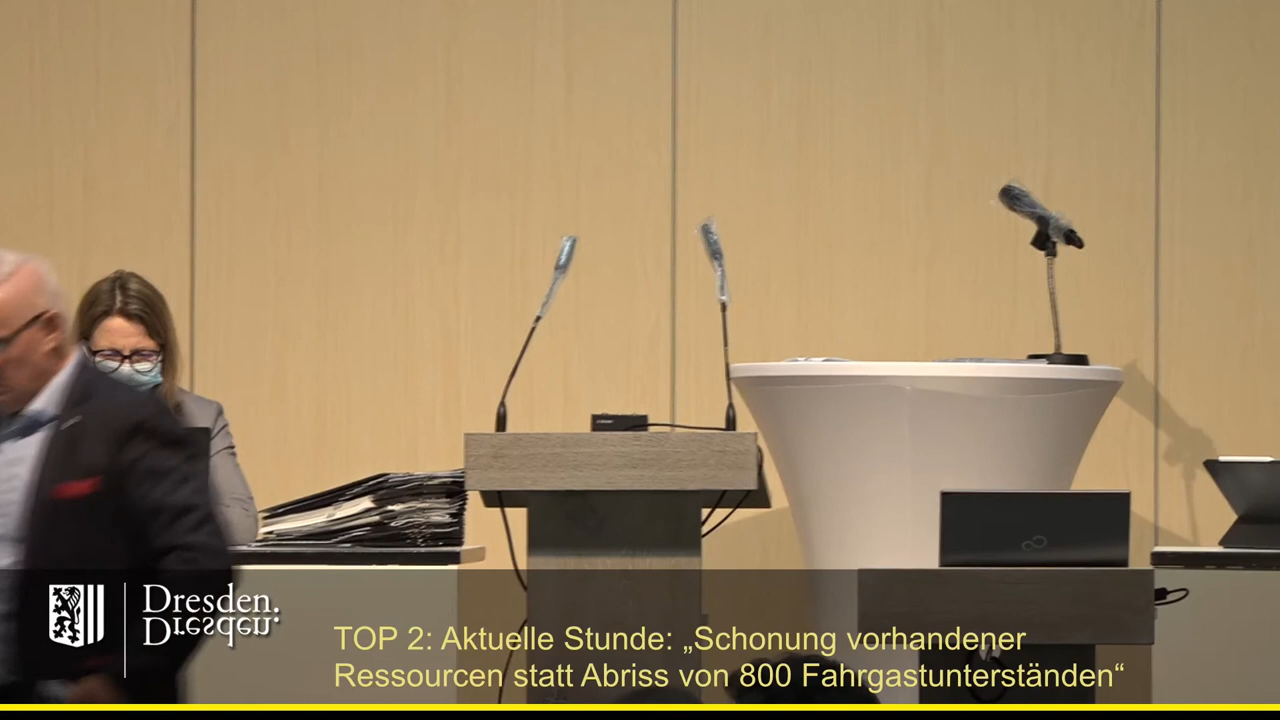 Dresden.
Dresden.
TOP 2: Aktuelle Stunde: „Schonung vorhandener
Ressourcen statt Abriss von 800 Fahrgastunterständen“